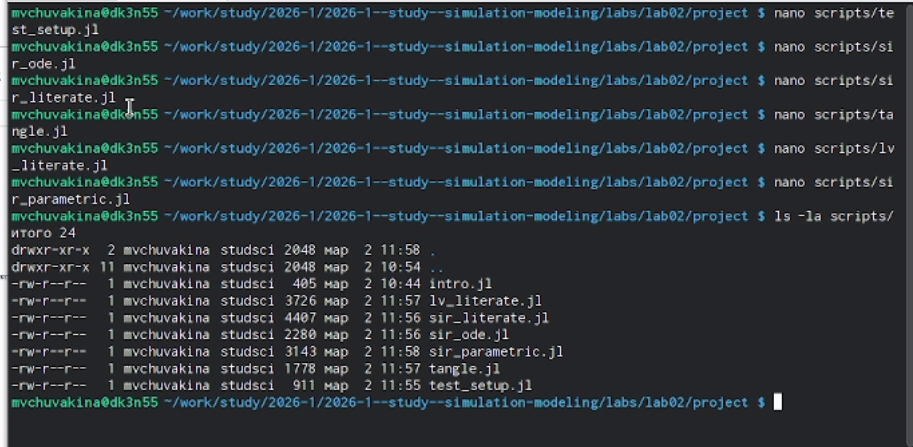 mvchuvakina@dk3n55 ~/work/study/2026-1/2026-1--study--simulation-modeling/labs/lab02/project $ nano scripts/te
st_setup.jl
mvchuvakina@dk3n55 ~/work/study/2026-1/2026-1--study--simulation-modeling/labs/lab02/project $ nano scripts/si
r_ode.jl
mvchuvakina@dk3n55 ~/work/study/2026-1/2026-1--study--simulation-modeling/labs/lab02/project $ nano scripts/si
r_literate.jl
mvchuvakina@dk3n55 ~/work/study/2026-1/2026-1--study--simulation-modeling/labs/lab02/project $ nano scripts/ta
ngle.jl
mvchuvakina@dk3n55 ~/work/study/2026-1/2026-1--study--simulation-modeling/labs/lab02/project $ nano scripts/lv
_literate.jl
mvchuvakina@dk3n55 ~/work/study/2026-1/2026-1--study--simulation-modeling/labs/lab02/project $ nano scripts/si
r_parametric.jl
mvchuvakina@dk3n55 ~/work/study/2026-1/2026-1--study--simulation-modeling/labs/lab02/project $ ls -la scripts/
итого 24
drwxr-xr-x  2 mvchuvakina studsci 2048 мар  2 11:58 .
drwxr-xr-x 11 mvchuvakina studsci 2048 мар  2 10:54 ..
-rw-r--r--  1 mvchuvakina studsci  405 мар  2 10:44 intro.jl
-rw-r--r--  1 mvchuvakina studsci 3726 мар  2 11:57 lv_literate.jl
-rw-r--r--  1 mvchuvakina studsci 4407 мар  2 11:56 sir_literate.jl
-rw-r--r--  1 mvchuvakina studsci 2280 мар  2 11:56 sir_ode.jl
-rw-r--r--  1 mvchuvakina studsci 3143 мар  2 11:58 sir_parametric.jl
-rw-r--r--  1 mvchuvakina studsci 1778 мар  2 11:57 tangle.jl
-rw-r--r--  1 mvchuvakina studsci  911 мар  2 11:55 test_setup.jl
mvchuvakina@dk3n55 ~/work/study/2026-1/2026-1--study--simulation-modeling/labs/lab02/project $